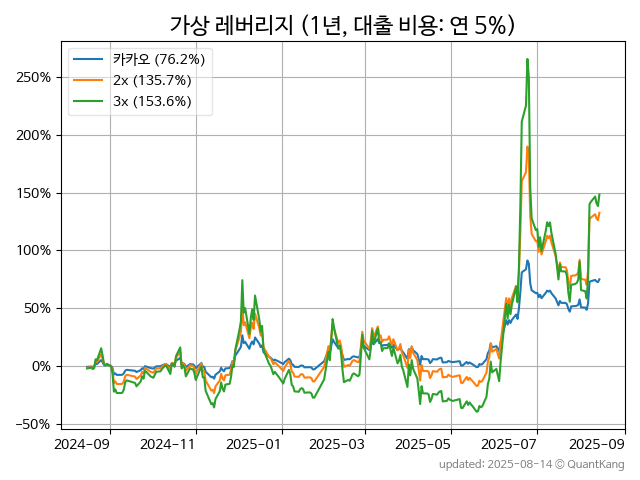 가상 레버리지 (1년, 대출 비용: 연 5%)
카카오 (76.2%)
2x (135.7%)
3x (153.6%)
250%
200%
150%
100%
50%
0%
−50%
2024-09
2024-11
2025-01
2025-03
2025-05
2025-07
2025-09
updated: 2025-08-14 © QuantKang